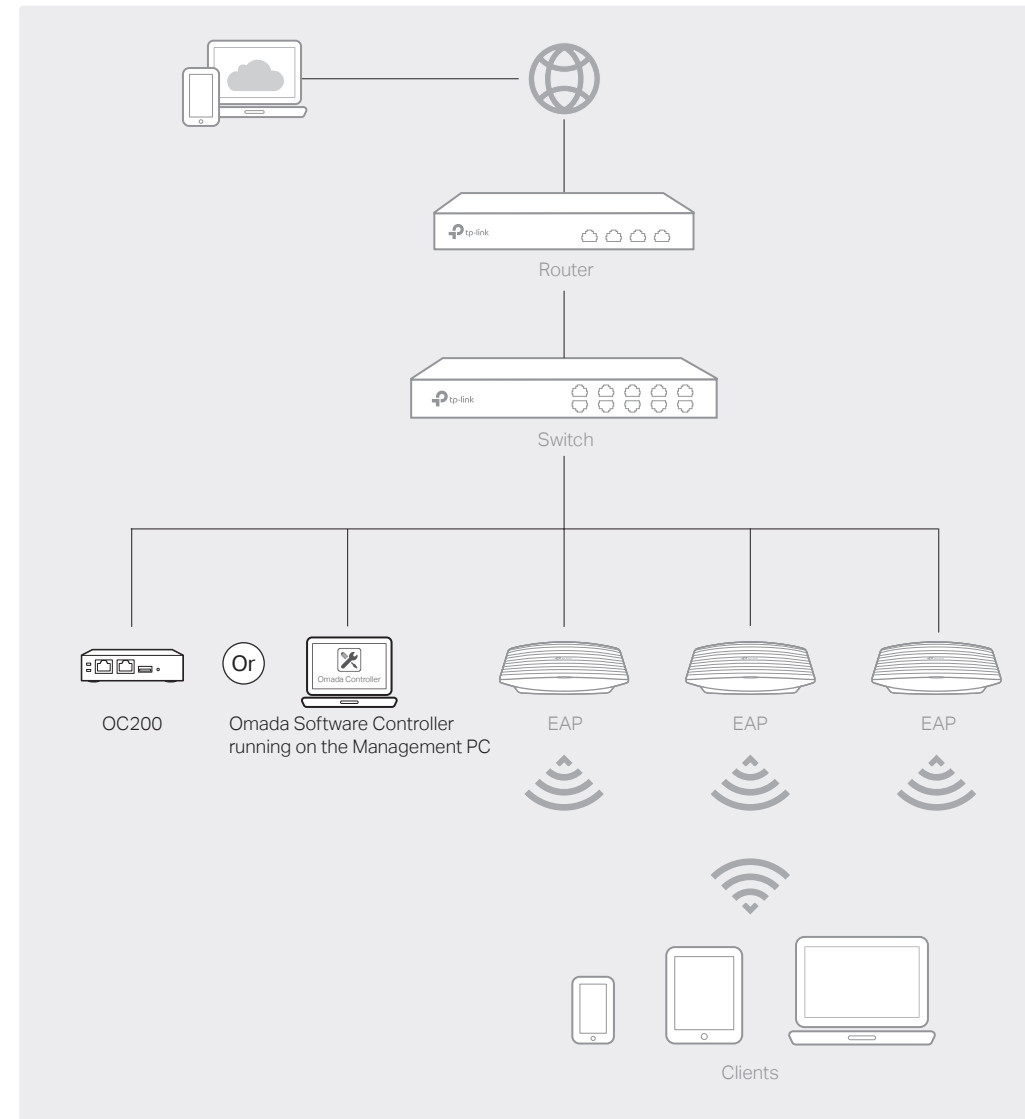 tp-link
Router
tp-link
Switch
Or
Omada Controller
OC200
Omada Software Controller
running on the Management PC
EAP
EAP
EAP
Clients